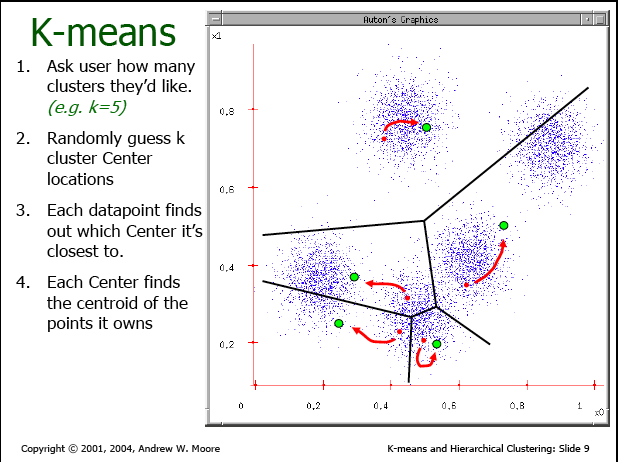 K-means
1. Ask user how many
clusters they'd like.
(e.g. k=5)
2. Randomly guess k
cluster Center
locations
3. Each datapoint finds
out which Center it's
closest to.
4. Each Center finds
the centroid of the
points it owns
Auton's Graphics
x1
0.8
0.6
0.4
0.2
0 0.2 0.4 0.6 0.8 1 x0
Copyright © 2001, 2004, Andrew W. Moore
K-means and Hierarchical Clustering: Slide 9